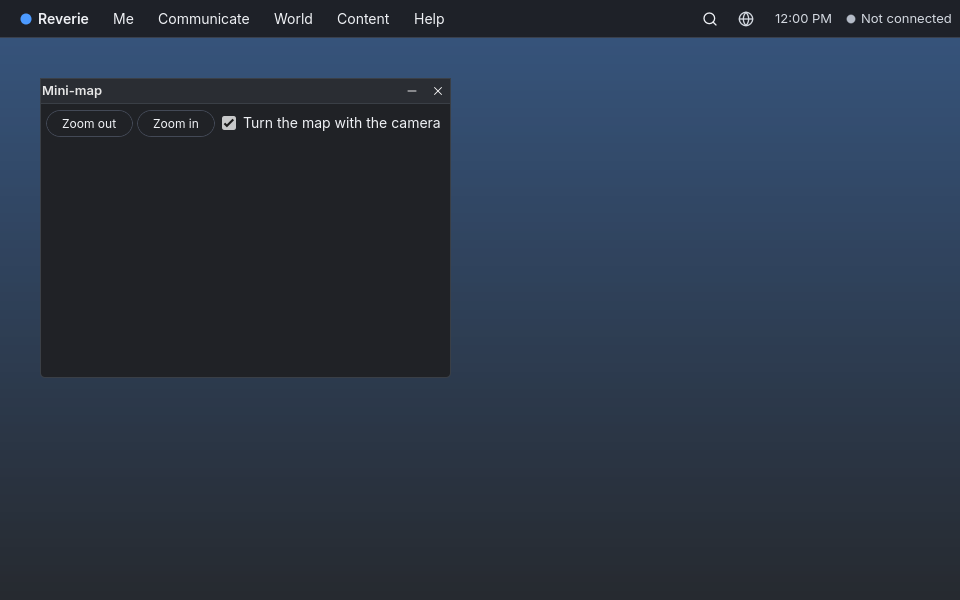 Reverie Me Communicate World Content Help 12:00 PM Not connected
Mini-map
Zoom out Zoom in Turn the map with the camera